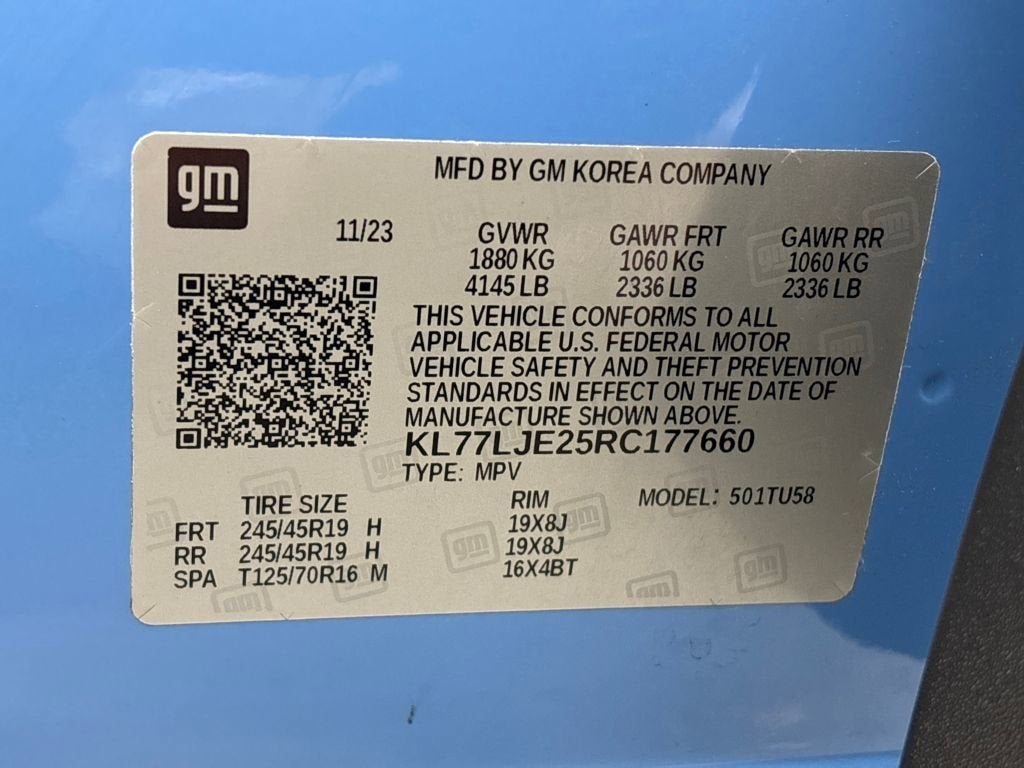 gm
MFD BY GM KOREA COMPANY
11/23 GVWR GAWR FRT GAWR RR
1880 KG 1060 KG 1060 KG
4145 LB 2336 LB 2336 LB
THIS VEHICLE CONFORMS TO ALL
APPLICABLE U.S. FEDERAL MOTOR
VEHICLE SAFETY AND THEFT PREVENTION
STANDARDS IN EFFECT ON THE DATE OF
MANUFACTURE SHOWN ABOVE.
KL77LJE25RC177660
TYPE: MPV
TIRE SIZE RIM MODEL: 501TU58
FRT 245/45R19 H 19X8J
RR 245/45R19 H 19X8J
SPA T125/70R16 M 16X4BT